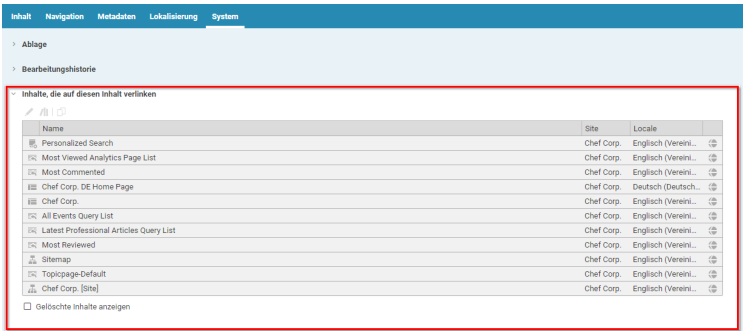 Inhalt Navigation Metadaten Lokalisierung System
Ablage
Bearbeitungshistorie
Inhalte, die auf diesen Inhalt verlinken
Name Site Locale
Personalized Search Chef Corp. Englisch (Vereini...
Most Viewed Analytics Page List Chef Corp. Englisch (Vereini...
Most Commented Chef Corp. Englisch (Vereini...
Chef Corp. DE Home Page Chef Corp. Deutsch (Deutsch...
Chef Corp. Chef Corp. Englisch (Vereini...
All Events Query List Chef Corp. Englisch (Vereini...
Latest Professional Articles Query List Chef Corp. Englisch (Vereini...
Most Reviewed Chef Corp. Englisch (Vereini...
Sitemap Chef Corp. Englisch (Vereini...
Topicpage-Default Chef Corp. Englisch (Vereini...
Chef Corp. [Site] Chef Corp. Englisch (Vereini...
Gelöschte Inhalte anzeigen